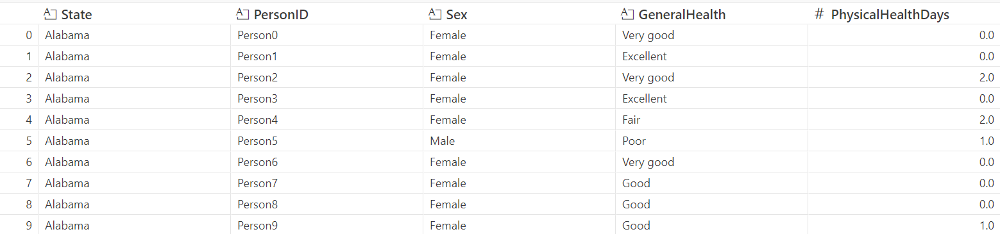 State PersonID Sex GeneralHealth # PhysicalHealthDays
0 Alabama Person0 Female Very good 0.0
1 Alabama Person1 Female Excellent 0.0
2 Alabama Person2 Female Very good 2.0
3 Alabama Person3 Female Excellent 0.0
4 Alabama Person4 Female Fair 2.0
5 Alabama Person5 Male Poor 1.0
6 Alabama Person6 Female Very good 0.0
7 Alabama Person7 Female Good 0.0
8 Alabama Person8 Female Good 0.0
9 Alabama Person9 Female Good 1.0